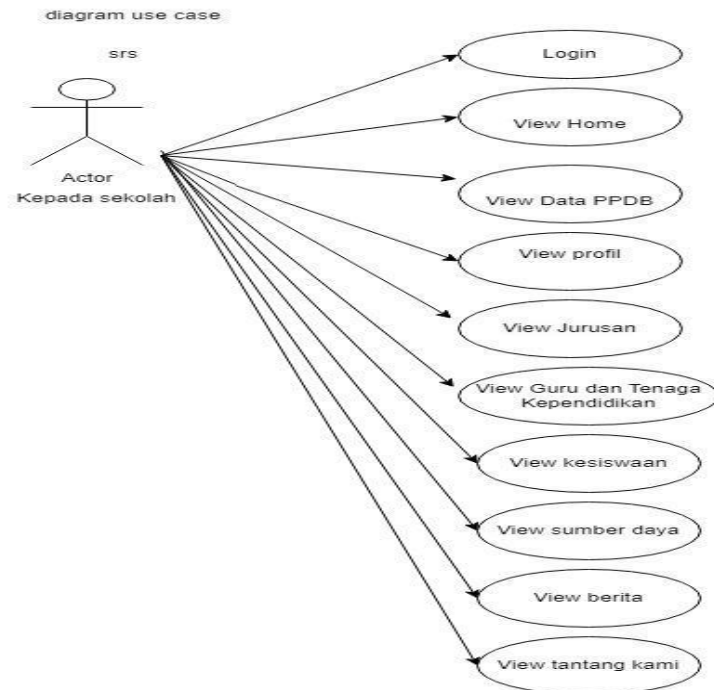 diagram use case
srs
Actor
Kepada sekolah
Login
View Home
View Data PPDB
View profil
View Jurusan
View Guru dan Tenaga
Kependidikan
View kesiswaan
View sumber daya
View berita
View tantang kami